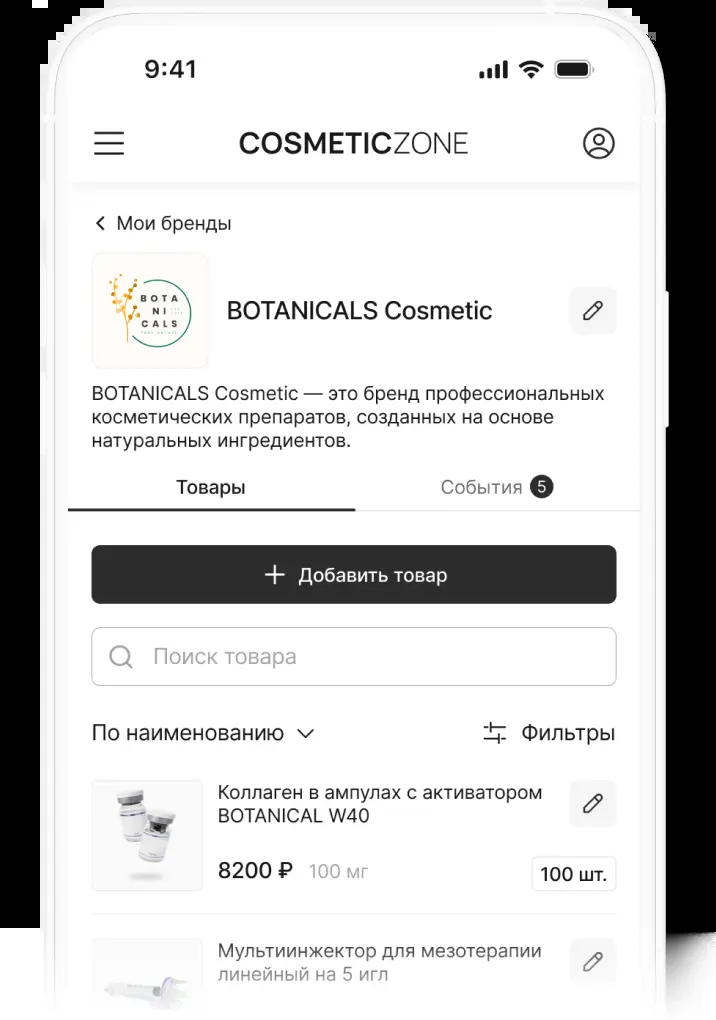 9:41
COSMETICZONE
Мои бренды
BOTA
NI
CALS
BOTANICALS Cosmetic
BOTANICALS Cosmetic — это бренд профессиональных
косметических препаратов, созданных на основе
натуральных ингредиентов.
Товары
События 5
Добавить товар
Поиск товара
По наименованию
Фильтры
Коллаген в ампулах с активатором
BOTANICAL W40
8200 ₽ 100 мг
100 шт.
Мультиинжектор для мезотерапии
линейный на 5 игл